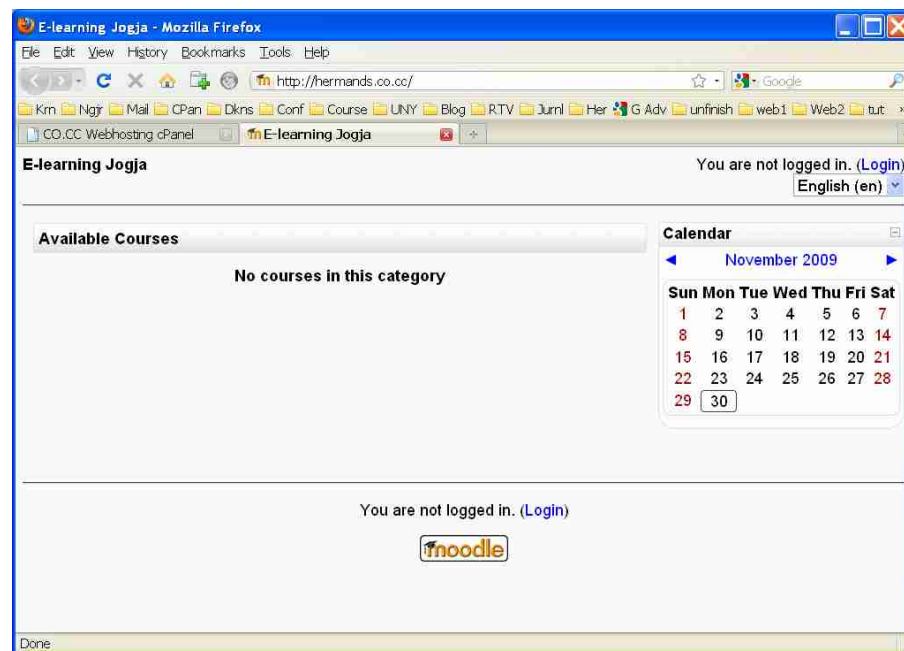 E-learning Jogja - Mozilla Firefox
File Edit View History Bookmarks Tools Help
http://hermands.co.cc/ Google
Krn Ngjr Mail CPan Dkns Conf Course UNY Blog RTV Jurnl Her G Adv unfinish web1 Web2 tut »
CO.CC Webhosting cPanel E-learning Jogja
E-learning Jogja You are not logged in. (Login)
English (en)
Available Courses
No courses in this category
Calendar
November 2009
Sun Mon Tue Wed Thu Fri Sat
1 2 3 4 5 6 7
8 9 10 11 12 13 14
15 16 17 18 19 20 21
22 23 24 25 26 27 28
29 30
You are not logged in. (Login)
moodle
Done